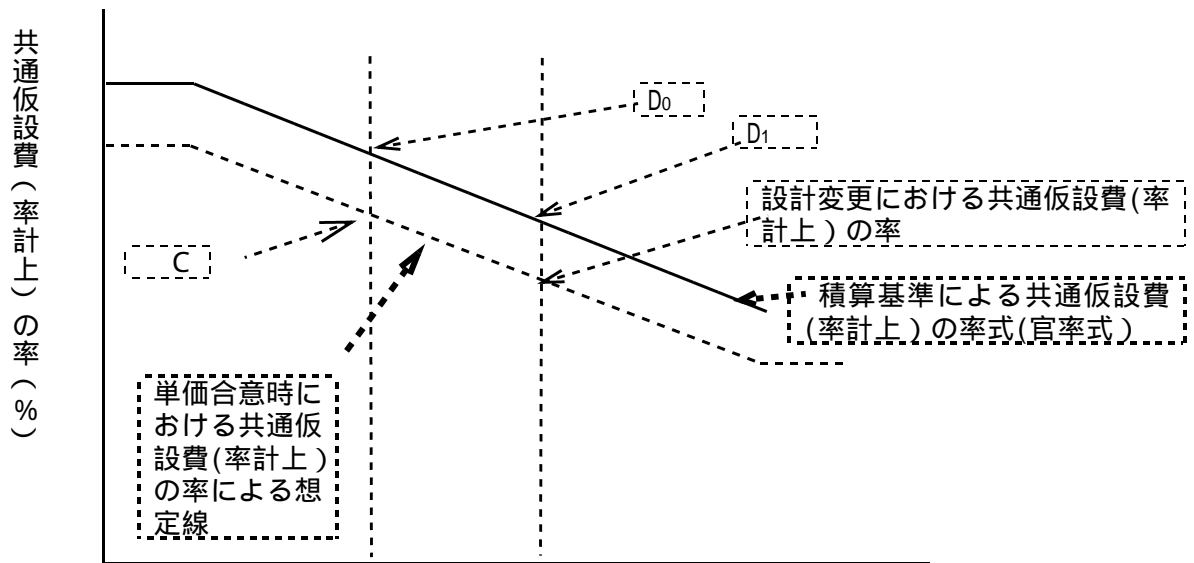 共通仮設費(率計上)の率(%)
D0
D1
設計変更における共通仮設費(率
計上)の率
C
積算基準による共通仮設費
(率計上)の率式(官率式)
単価合意時に
おける共通仮
設費(率計上)
の率による想
定線